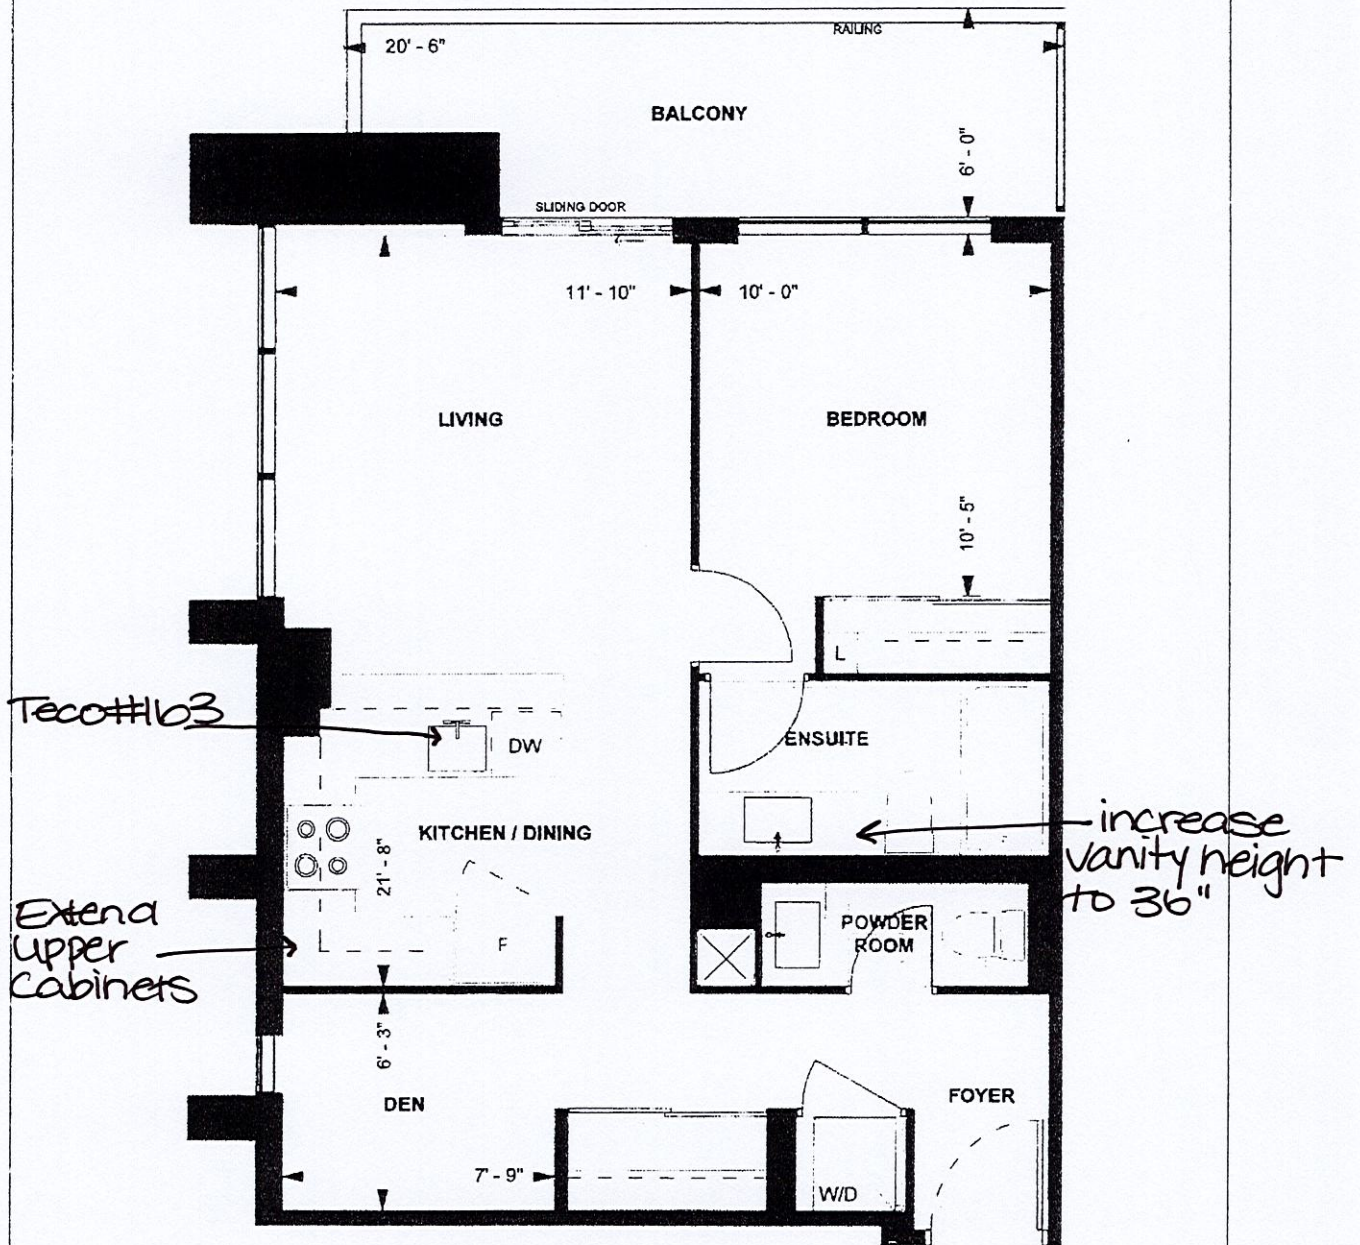 RAILING
20' - 6"
BALCONY
6' - 0"
SLIDING DOOR
11' - 10"
10' - 0"
LIVING
BEDROOM
10' - 5"
L
Teco#163
DW
ENSUITE
KITCHEN / DINING
21' - 8"
increase
vanity height
to 36"
Extend
upper
cabinets
F
POWDER
ROOM
6' - 3"
DEN
FOYER
7' - 9"
W/D